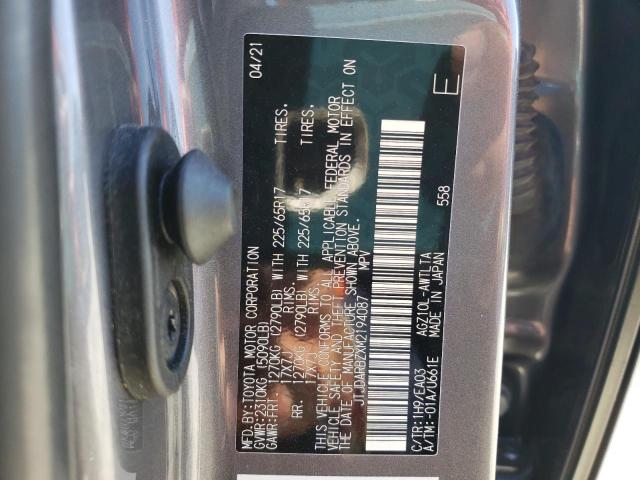 MFD.BY:TOYOTA MOTOR CORPORATION 04/21
GVWR:2310KG (5090LB)
GAWR:FRT. 1270KG (2790LB) WITH 225/65R17 TIRES,
17X7J RIMS.
RR. 1270KG (2790LB) WITH 225/65R17 TIRES,
17X7J RIMS.
THIS VEHICLE CONFORMS TO ALL APPLICABLE FEDERAL MOTOR
VEHICLE SAFETY AND THEFT PREVENTION STANDARDS IN EFFECT ON
THE DATE OF MANUFACTURE SHOWN ABOVE.
JTJDARBZXM2194087 MPV E
C/TR:1H9/EA03 AGZ10L-AWTLTA 558
A/TM:-01A/U661E MADE IN JAPAN